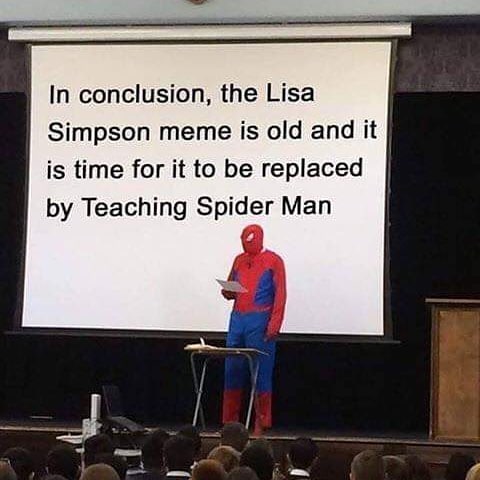 In conclusion, the Lisa
Simpson meme is old and it
is time for it to be replaced
by Teaching Spider Man